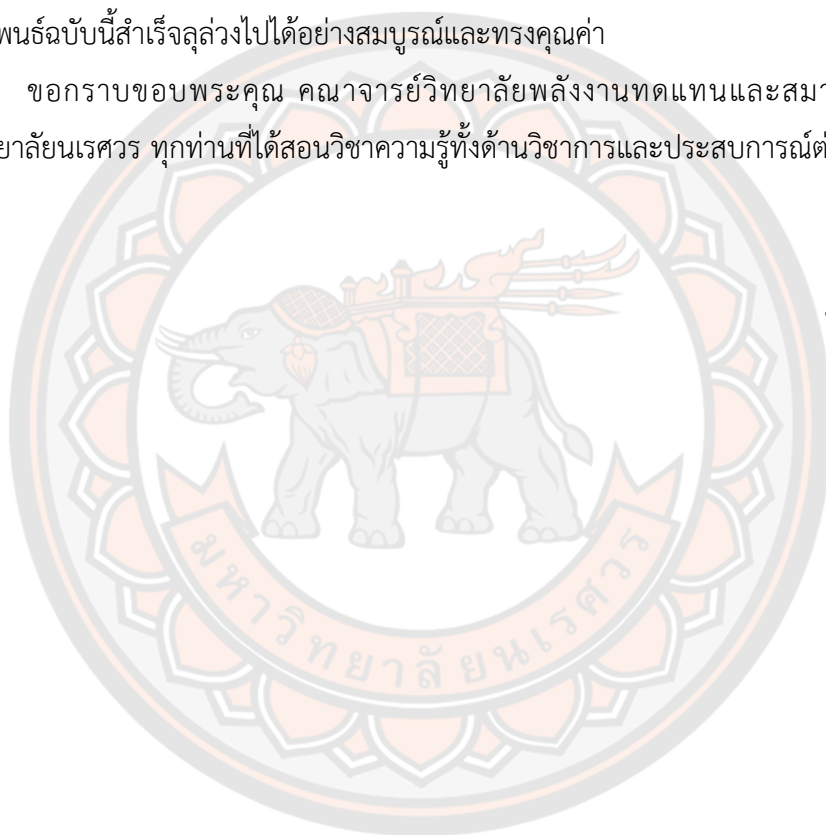 พนธ์ฉบับนี้สำเร็จลุล่วงไปได้อย่างสมบูรณ์และทรงคุณค่า
ขอกราบขอบพระคุณ คณาจารย์วิทยาลัยพลังงานทดแทนและสมา
ยาลัยนเรศวร ทุกท่านที่ได้สอนวิชาความรู้ทั้งด้านวิชาการและประสบการณ์ต่
มหาวิทยาลัยนเรศวร